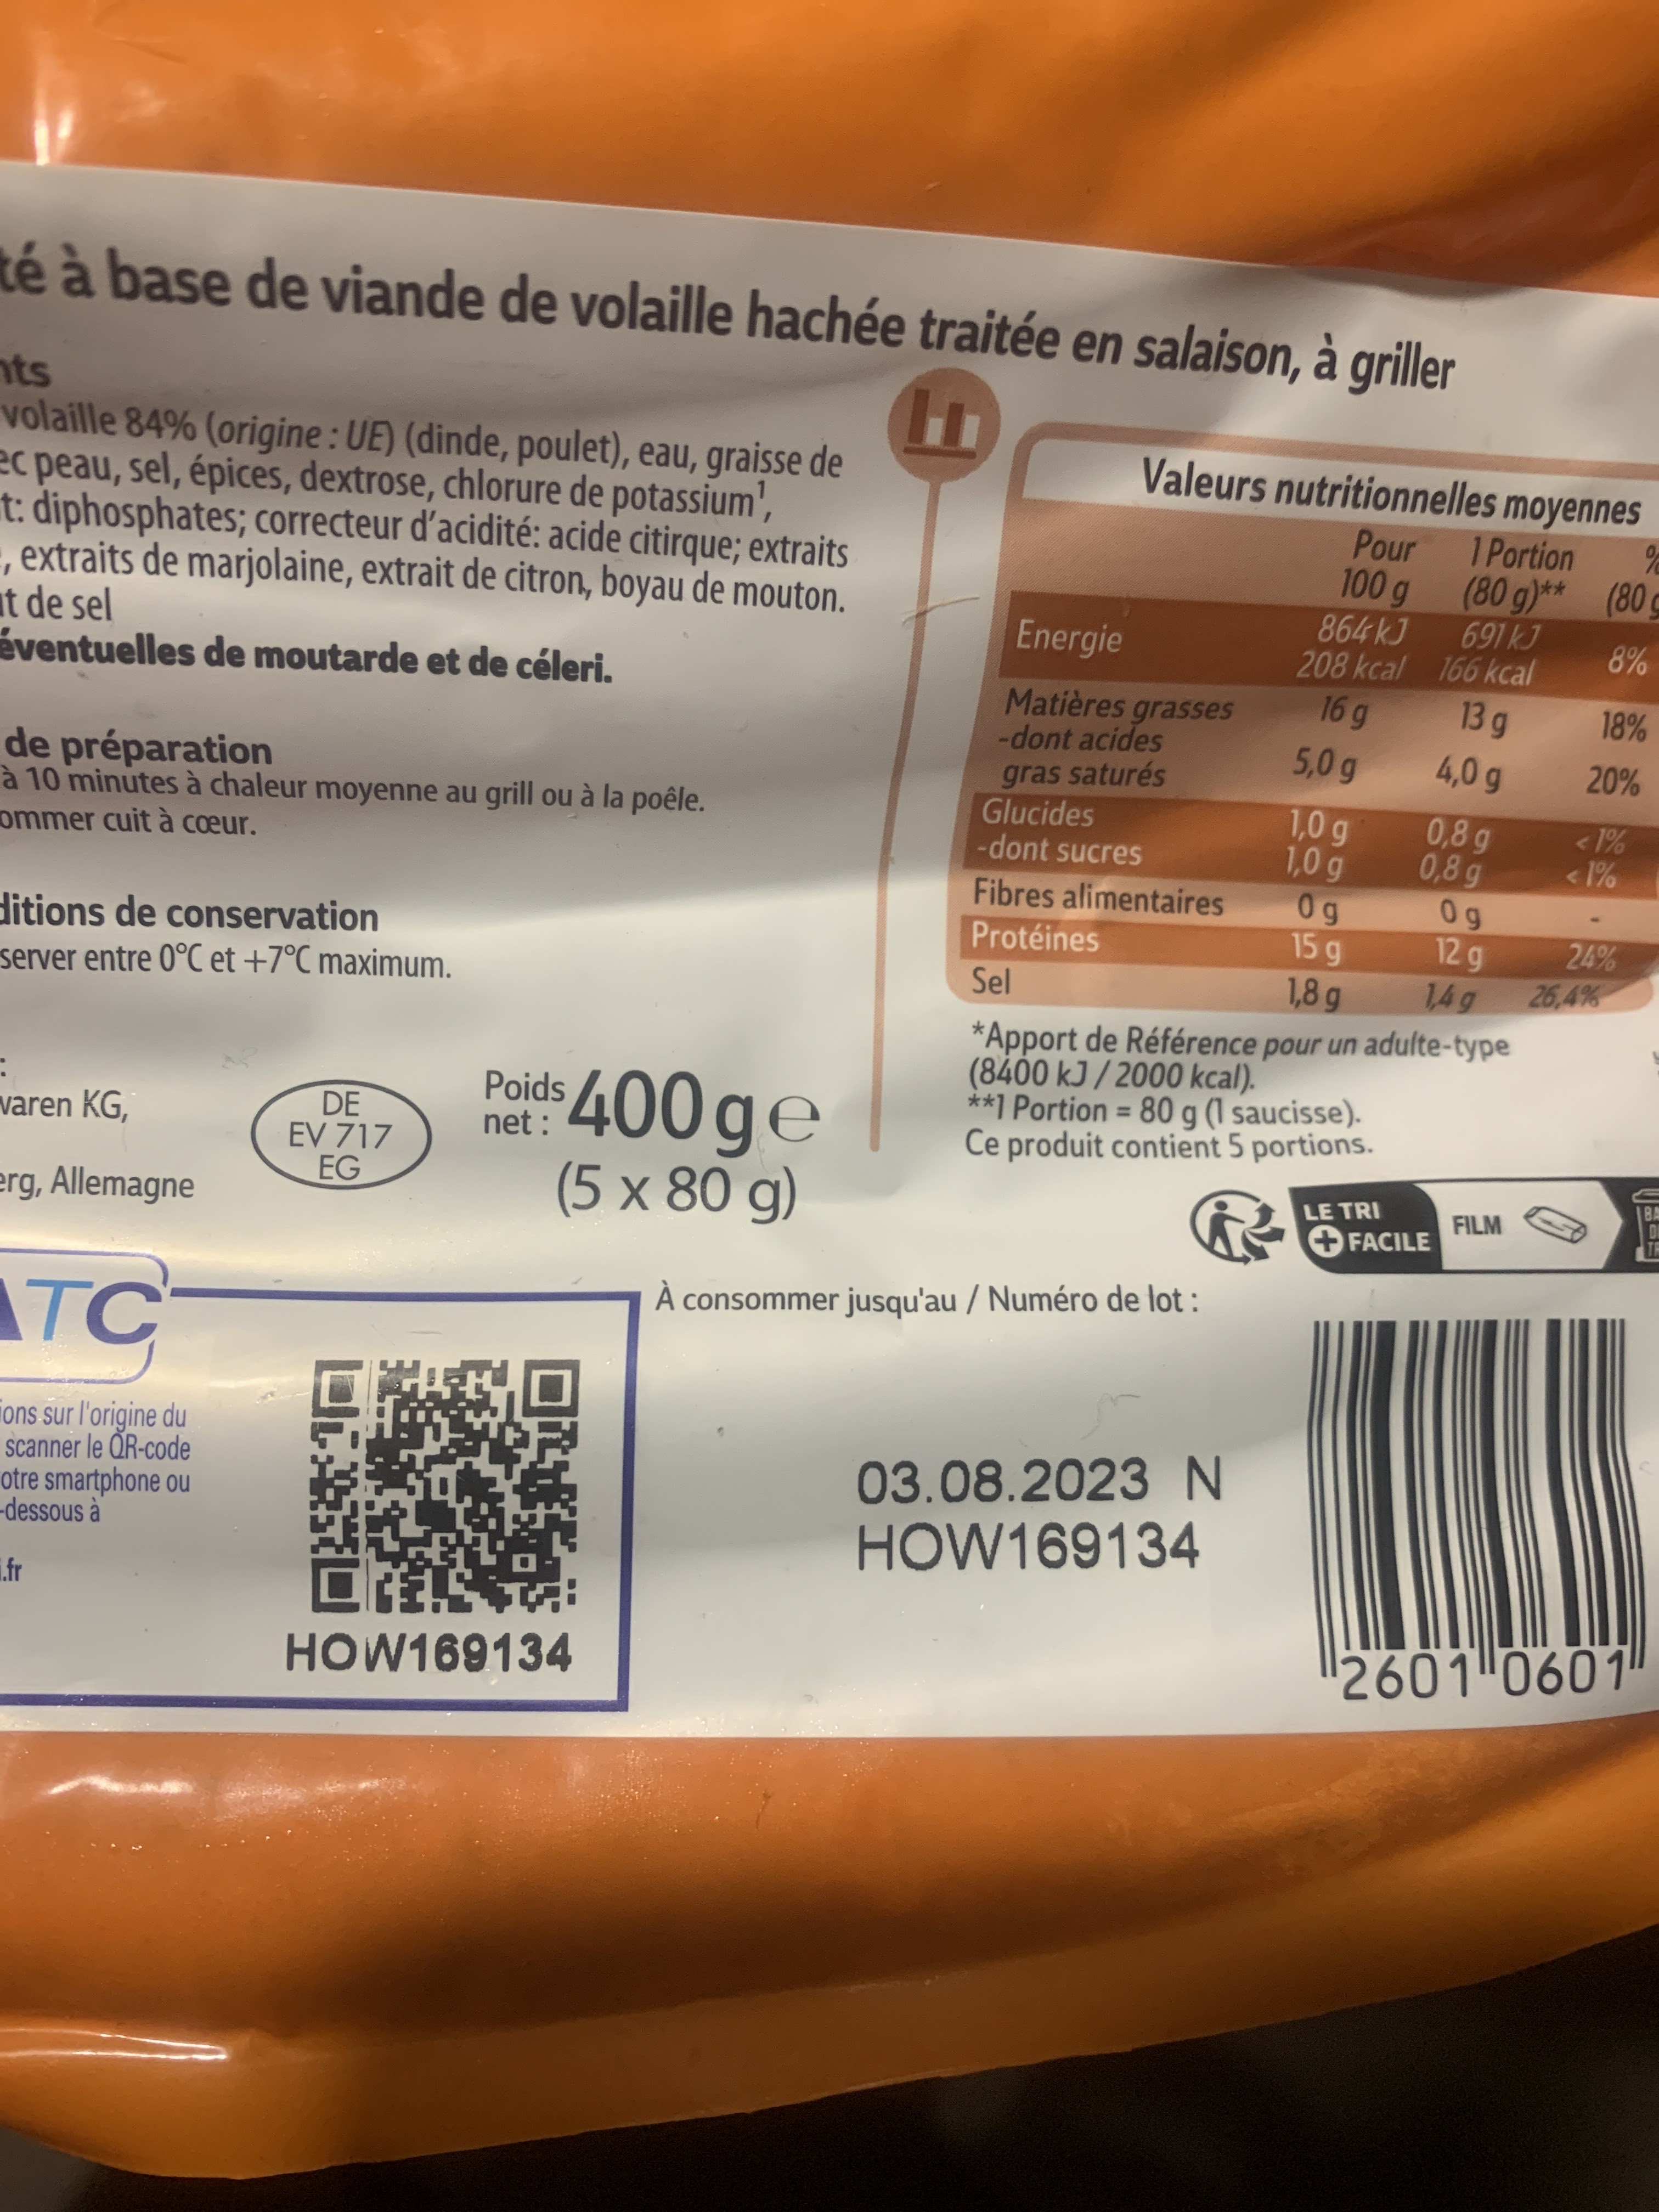 té à base de viande de volaille hachée traitée en salaison, à griller
nts
volaille 84% (origine : UE) (dinde, poulet), eau, graisse de
ec peau, sel, épices, dextrose, chlorure de potassium¹,
t: diphosphates; correcteur d'acidité: acide citirque; extraits
, extraits de marjolaine, extrait de citron, boyau de mouton.
t de sel
éventuelles de moutarde et de céleri.
de préparation
à 10 minutes à chaleur moyenne au grill ou à la poêle.
ommer cuit à cœur.
ditions de conservation
server entre 0°C et +7°C maximum.
:
waren KG,
erg, Allemagne
DE
EV 717
EG
Poids
net : 400 g e
(5 x 80 g)
Valeurs nutritionnelles moyennes
Pour 1 Portion %
100 g (80 g)** (80 g
Energie 864 kJ 691 kJ
208 kcal 166 kcal 8%
Matières grasses 16 g 13 g 18%
-dont acides
gras saturés 5,0 g 4,0 g 20%
Glucides 1,0 g 0,8 g <1%
-dont sucres 1,0 g 0,8 g <1%
Fibres alimentaires 0 g 0 g -
Protéines 15 g 12 g 24%
Sel 1,8 g 1,4 g 26,4%
*Apport de Référence pour un adulte-type
(8400 kJ / 2000 kcal).
**1 Portion = 80 g (1 saucisse).
Ce produit contient 5 portions.
LE TRI
+ FACILE
FILM
ATC
ions sur l'origine du
scanner le QR-code
otre smartphone ou
-dessous à
.fr
HOW169134
À consommer jusqu'au / Numéro de lot :
03.08.2023 N
HOW169134
2601 0601